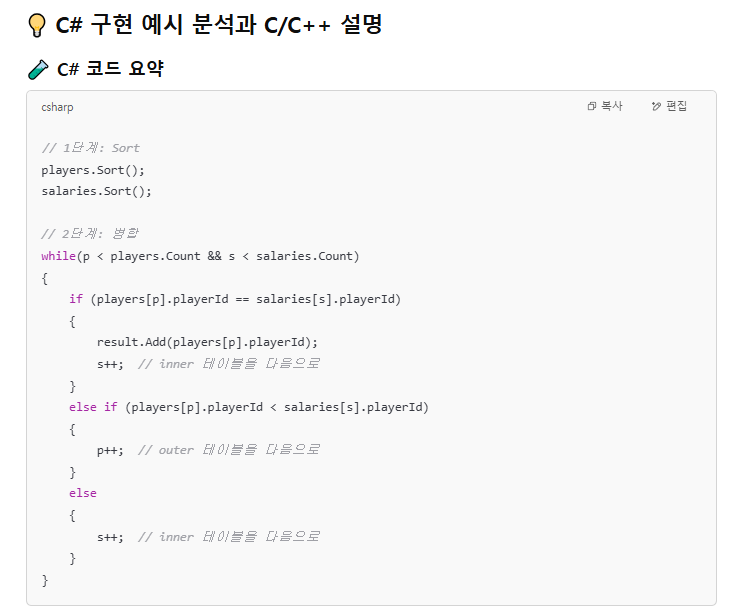 💡 C# 구현 예시 분석과 C/C++ 설명
🧪 C# 코드 요약
csharp 복사 편집
// 1단계: Sort
players.Sort();
salaries.Sort();
// 2단계: 병합
while(p < players.Count && s < salaries.Count)
{
    if (players[p].playerId == salaries[s].playerId)
    {
        result.Add(players[p].playerId);
        s++;  // inner 테이블을 다음으로
    }
    else if (players[p].playerId < salaries[s].playerId)
    {
        p++;  // outer 테이블을 다음으로
    }
    else
    {
        s++;  // inner 테이블을 다음으로
    }
}